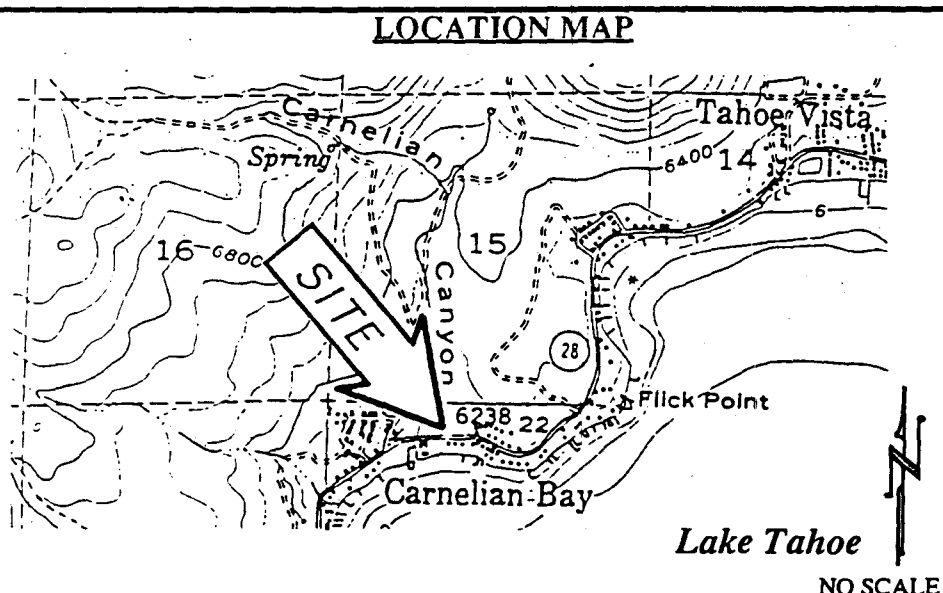 LOCATION MAP
Carnelian
Tahoe Vista
Spring
6400
14
15
16
6800
6
SITE
Canyon
28
Flick Point
6238
22
Carnelian Bay
Lake Tahoe
N
NO SCALE